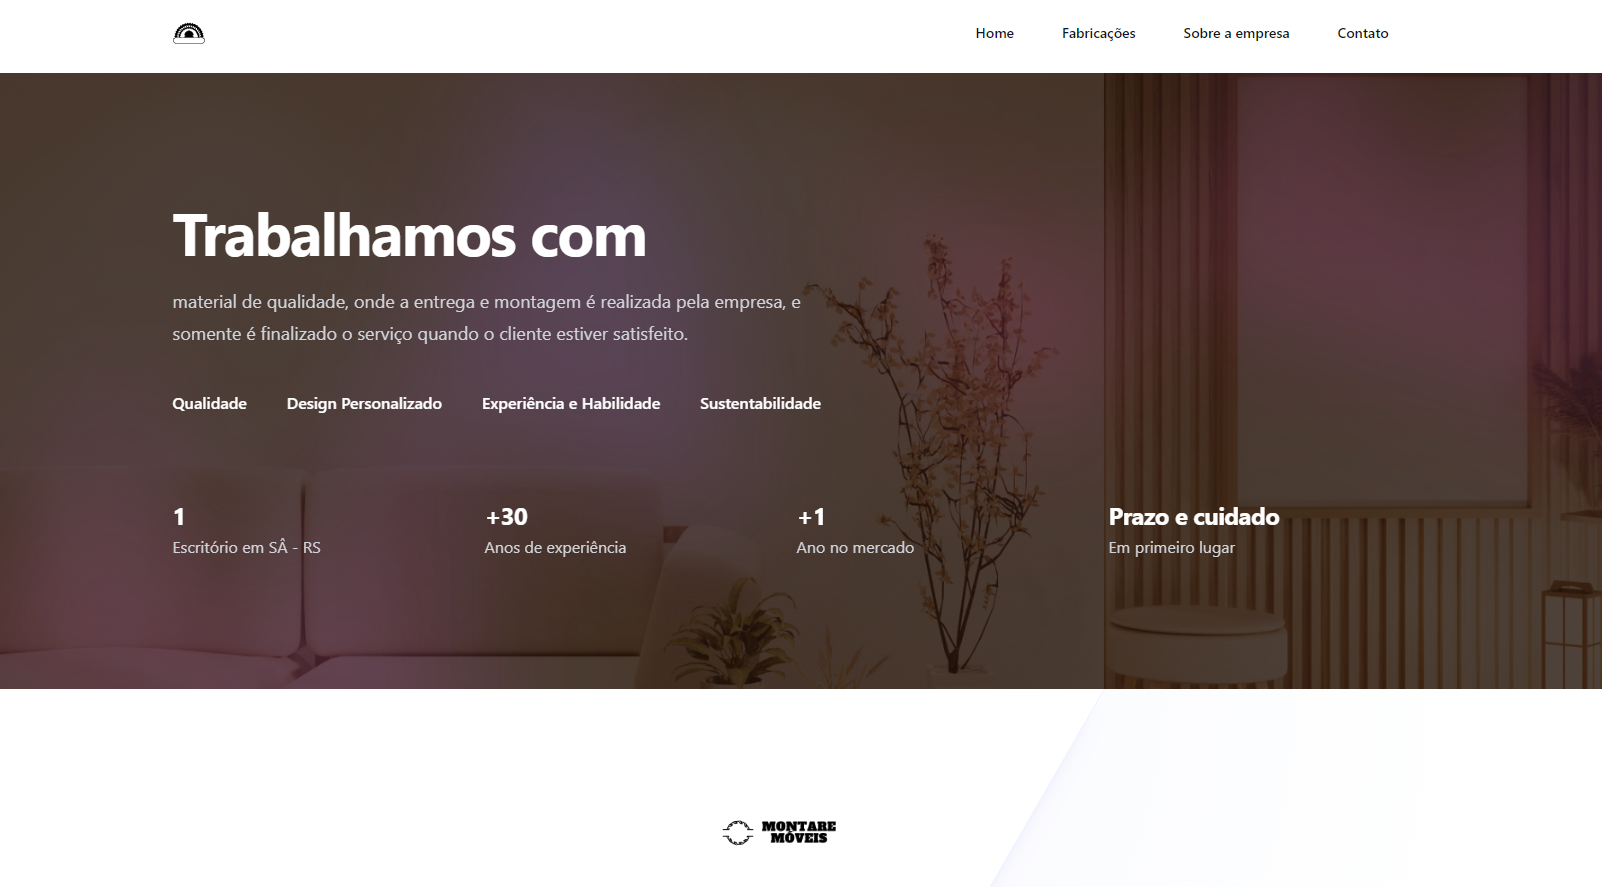 Home Fabricações Sobre a empresa Contato
Trabalhamos com
material de qualidade, onde a entrega e montagem é realizada pela empresa, e
somente é finalizado o serviço quando o cliente estiver satisfeito.
Qualidade Design Personalizado Experiência e Habilidade Sustentabilidade
1 +30 +1 Prazo e cuidado
Escritório em SÂ - RS Anos de experiência Ano no mercado Em primeiro lugar
MONTARE
MÓVEIS